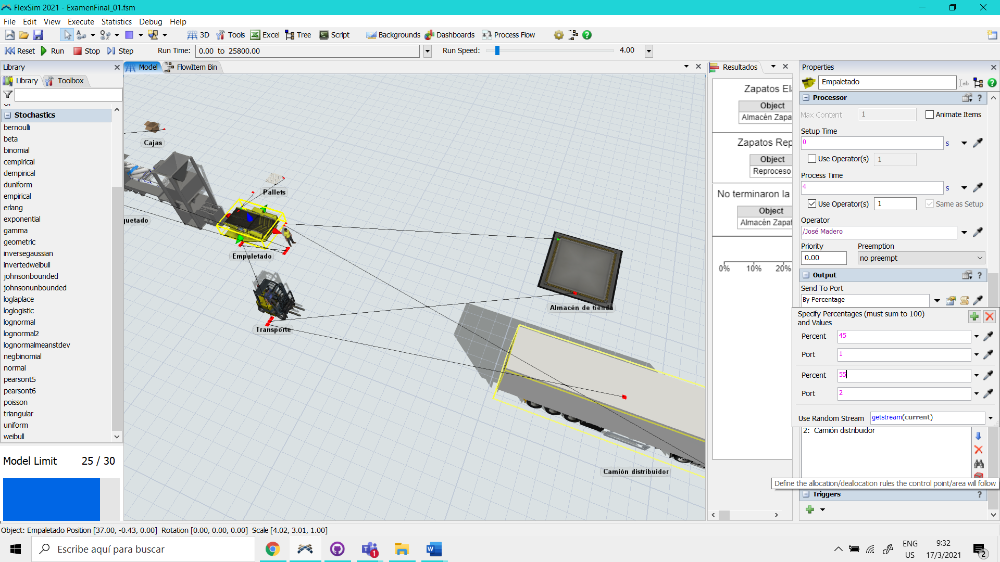 FlexSim 2021 - ExamenFinal_01.fsm
File Edit View Execute Statistics Debug Help
3D Tools Excel Tree Script Backgrounds Dashboards Process Flow
Reset Run Stop Step Run Time: 0.00 to 25800.00 Run Speed: 4.00
Library
Library Toolbox
Stochastics
bernoulli
beta
binomial
cempirical
dempirical
duniform
empirical
erlang
exponential
gamma
geometric
inversegaussian
invertedweibull
johnsonbounded
johnsonunbounded
loglaplace
loglogistic
lognormal
lognormal2
lognormalmeanstdev
negbinomial
normal
pearsont5
pearsont6
poisson
triangular
uniform
weibull
Model Limit 25 / 30
Model FlowItem Bin
Cajas
Pallets
quetado
Empaletado
Transporte
Almacén de tienda
Camión distribuidor
Resultados
Zapatos Ela
Object
Almacén Zapa
Zapatos Rep
Object
Reproceso
No terminaron la
Object
Almacén Zapat
0% 10% 20%
Properties
Empaletado
Processor
Max Content 1 Animate Items
Setup Time
0 s
Use Operator(s) 1
Process Time
4 s
Use Operator(s) 1 Same as Setup
Operator
/José Madero
Priority Preemption
0.00 no preempt
Output
Send To Port
By Percentage
Specify Percentages (must sum to 100)
and Values
Percent 45
Port 1
Percent 55
Port 2
Use Random Stream getstream(current)
2: Camión distribuidor
Define the allocation/deallocation rules the control point/area will follow
Triggers
Object: Empaletado Position [37.00, -0.43, 0.00] Rotation [0.00, 0.00, 0.00] Scale [4.02, 3.01, 1.00]
Escribe aquí para buscar
1
ENG
US
9:32
17/3/2021
2